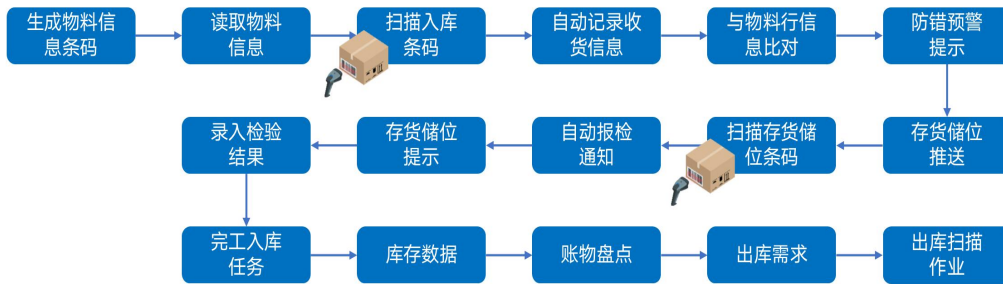 生成物料信
息条码
读取物料
信息
扫描入库
条码
自动记录收
货信息
与物料行信
息比对
防错预警
提示
存货储位
推送
扫描存货储
位条码
自动报检
通知
存货储位
提示
录入检验
结果
完工入库
任务
库存数据
账物盘点
出库需求
出库扫描
作业